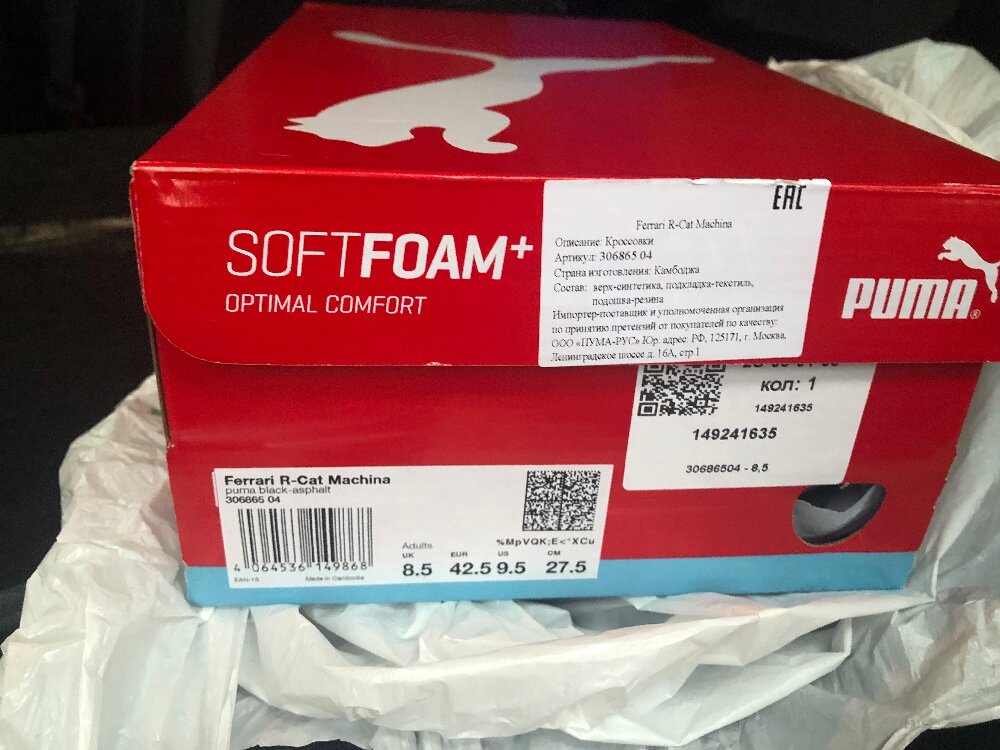 SOFTFOAM+
OPTIMAL COMFORT
EAC
Ferrari R-Cat Machina
Описание: Кроссовки
Артикул: 306865 04
Страна изготовления: Камбоджа
Состав: верх-синтетика, подкладка-текстиль,
подошва-резина
Импортер-поставщик и уполномоченная организация
по принятию претензий от покупателей по качеству:
ООО «ПУМА-РУС» Юр. адрес: РФ, 125171, г. Москва,
Ленинградское шоссе д. 16А, стр.1
PUMA®
кол: 1
149241635
149241635
30686504 - 8,5
Ferrari R-Cat Machina
puma black-asphalt
306865 04
4 064536 149868
EAN-13 Made in Cambodia
%MpVQK;E<°XCu
Adults
UK EUR US CM
8.5 42.5 9.5 27.5